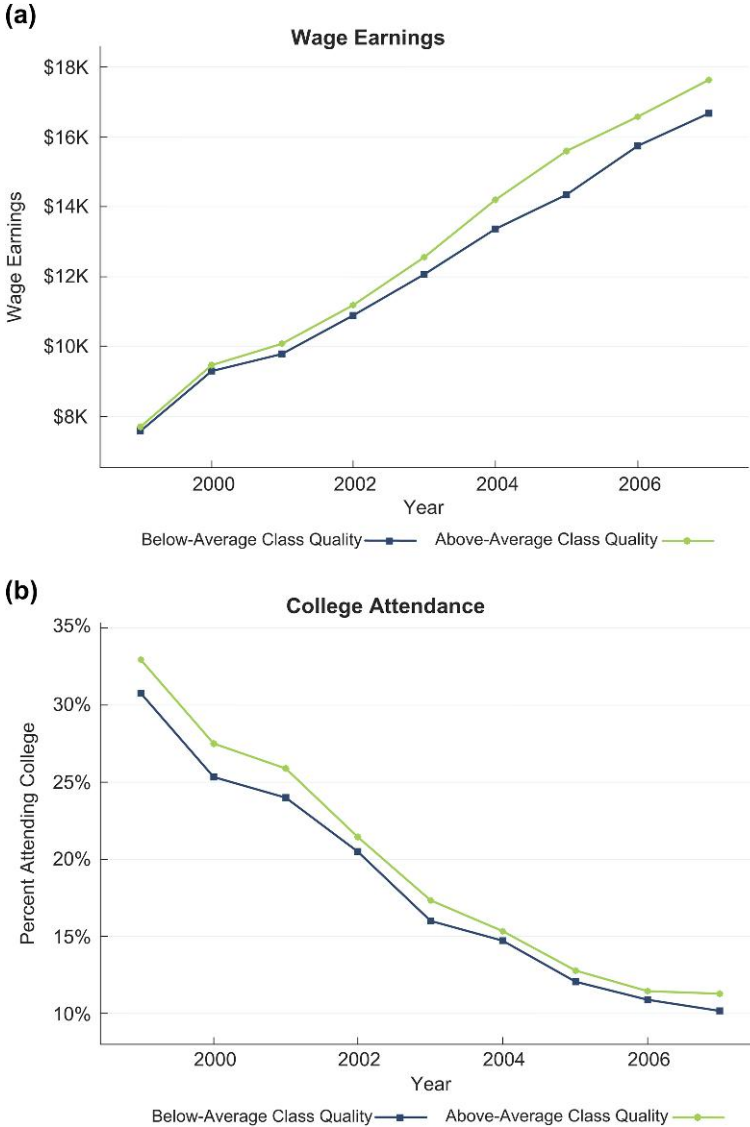 (a)
Wage Earnings
$18K
$16K
$14K
$12K
$10K
$8K
Wage Earnings
2000 2002 2004 2006
Year
Below-Average Class Quality Above-Average Class Quality
(b)
College Attendance
35%
30%
25%
20%
15%
10%
Percent Attending College
2000 2002 2004 2006
Year
Below-Average Class Quality Above-Average Class Quality